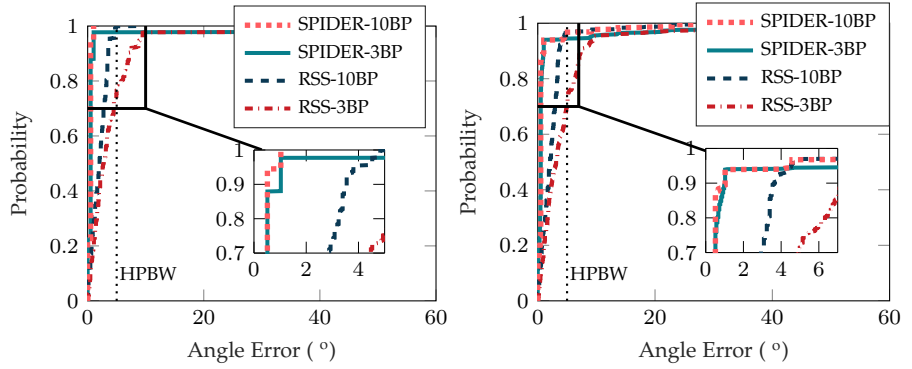 SPIDER-10BP
SPIDER-3BP
RSS-10BP
RSS-3BP
1
0.8
0.6
0.4
0.2
0
Probability
1
0.9
0.8
0.7
0 2 4
HPBW
0 20 40 60
Angle Error ( °)
SPIDER-10BP
SPIDER-3BP
RSS-10BP
RSS-3BP
1
0.8
0.6
0.4
0.2
0
Probability
1
0.9
0.8
0.7
0 2 4 6
HPBW
0 20 40 60
Angle Error ( °)